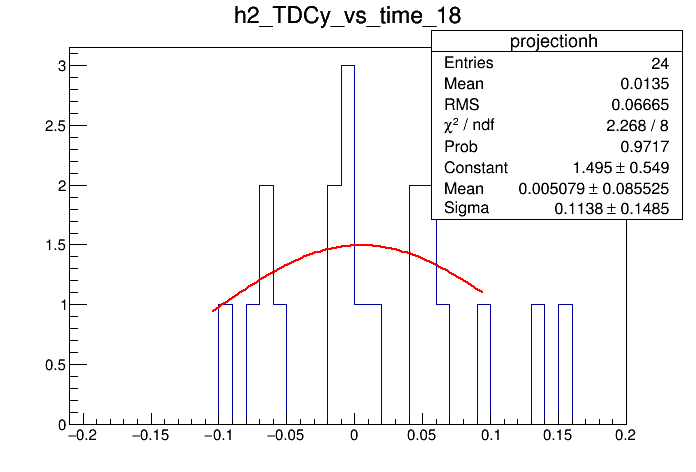 h2_TDCy_vs_time_18
projectionh
Entries 24
Mean 0.0135
RMS 0.06665
χ² / ndf 2.268 / 8
Prob 0.9717
Constant 1.495 ± 0.549
Mean 0.005079 ± 0.085525
Sigma 0.1138 ± 0.1485
3
2.5
2
1.5
1
0.5
0
−0.2 −0.15 −0.1 −0.05 0 0.05 0.1 0.15 0.2